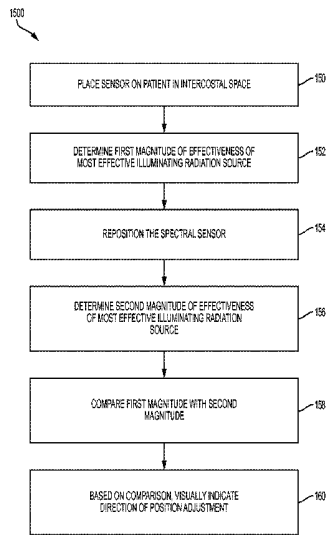 1500
PLACE SENSOR ON PATIENT IN INTERCOSTAL SPACE
150
DETERMINE FIRST MAGNITUDE OF EFFECTIVENESS OF
MOST EFFECTIVE ILLUMINATING RADIATION SOURCE
152
REPOSITION THE SPECTRAL SENSOR
154
DETERMINE SECOND MAGNITUDE OF EFFECTIVENESS
OF MOST EFFECTIVE ILLUMINATING RADIATION
SOURCE
156
COMPARE FIRST MAGNITUDE WITH SECOND
MAGNITUDE
158
BASED ON COMPARISON, VISUALLY INDICATE
DIRECTION OF POSITION ADJUSTMENT
160